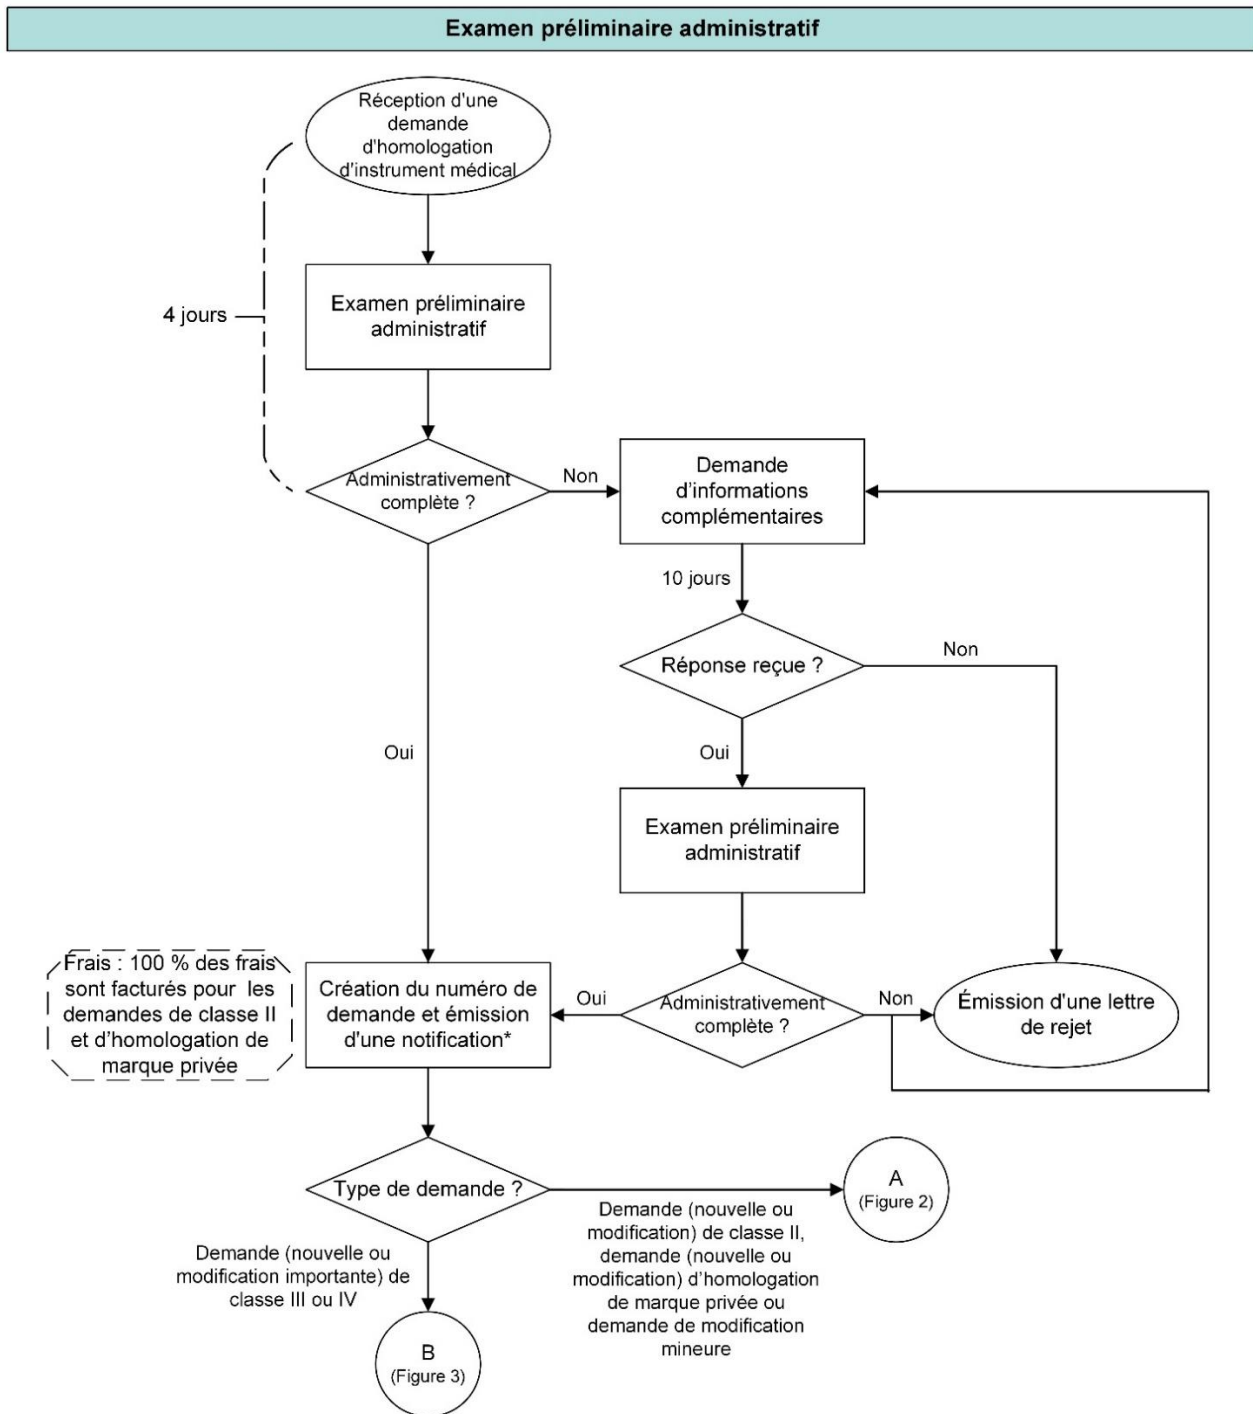 Examen préliminaire administratif
Réception d'une
demande
d'homologation
d'instrument médical
4 jours
Examen préliminaire
administratif
Administrativement
complète ?
Non
Demande
d'informations
complémentaires
10 jours
Réponse reçue ?
Non
Oui
Oui
Examen préliminaire
administratif
Frais : 100 % des frais
sont facturés pour les
demandes de classe II
et d'homologation de
marque privée
Création du numéro de
demande et émission
d'une notification*
Oui
Administrativement
complète ?
Non
Émission d'une lettre
de rejet
Type de demande ?
A
(Figure 2)
Demande (nouvelle ou
modification) de classe II,
demande (nouvelle ou
modification) d'homologation
de marque privée ou
demande de modification
mineure
Demande (nouvelle ou
modification importante) de
classe III ou IV
B
(Figure 3)